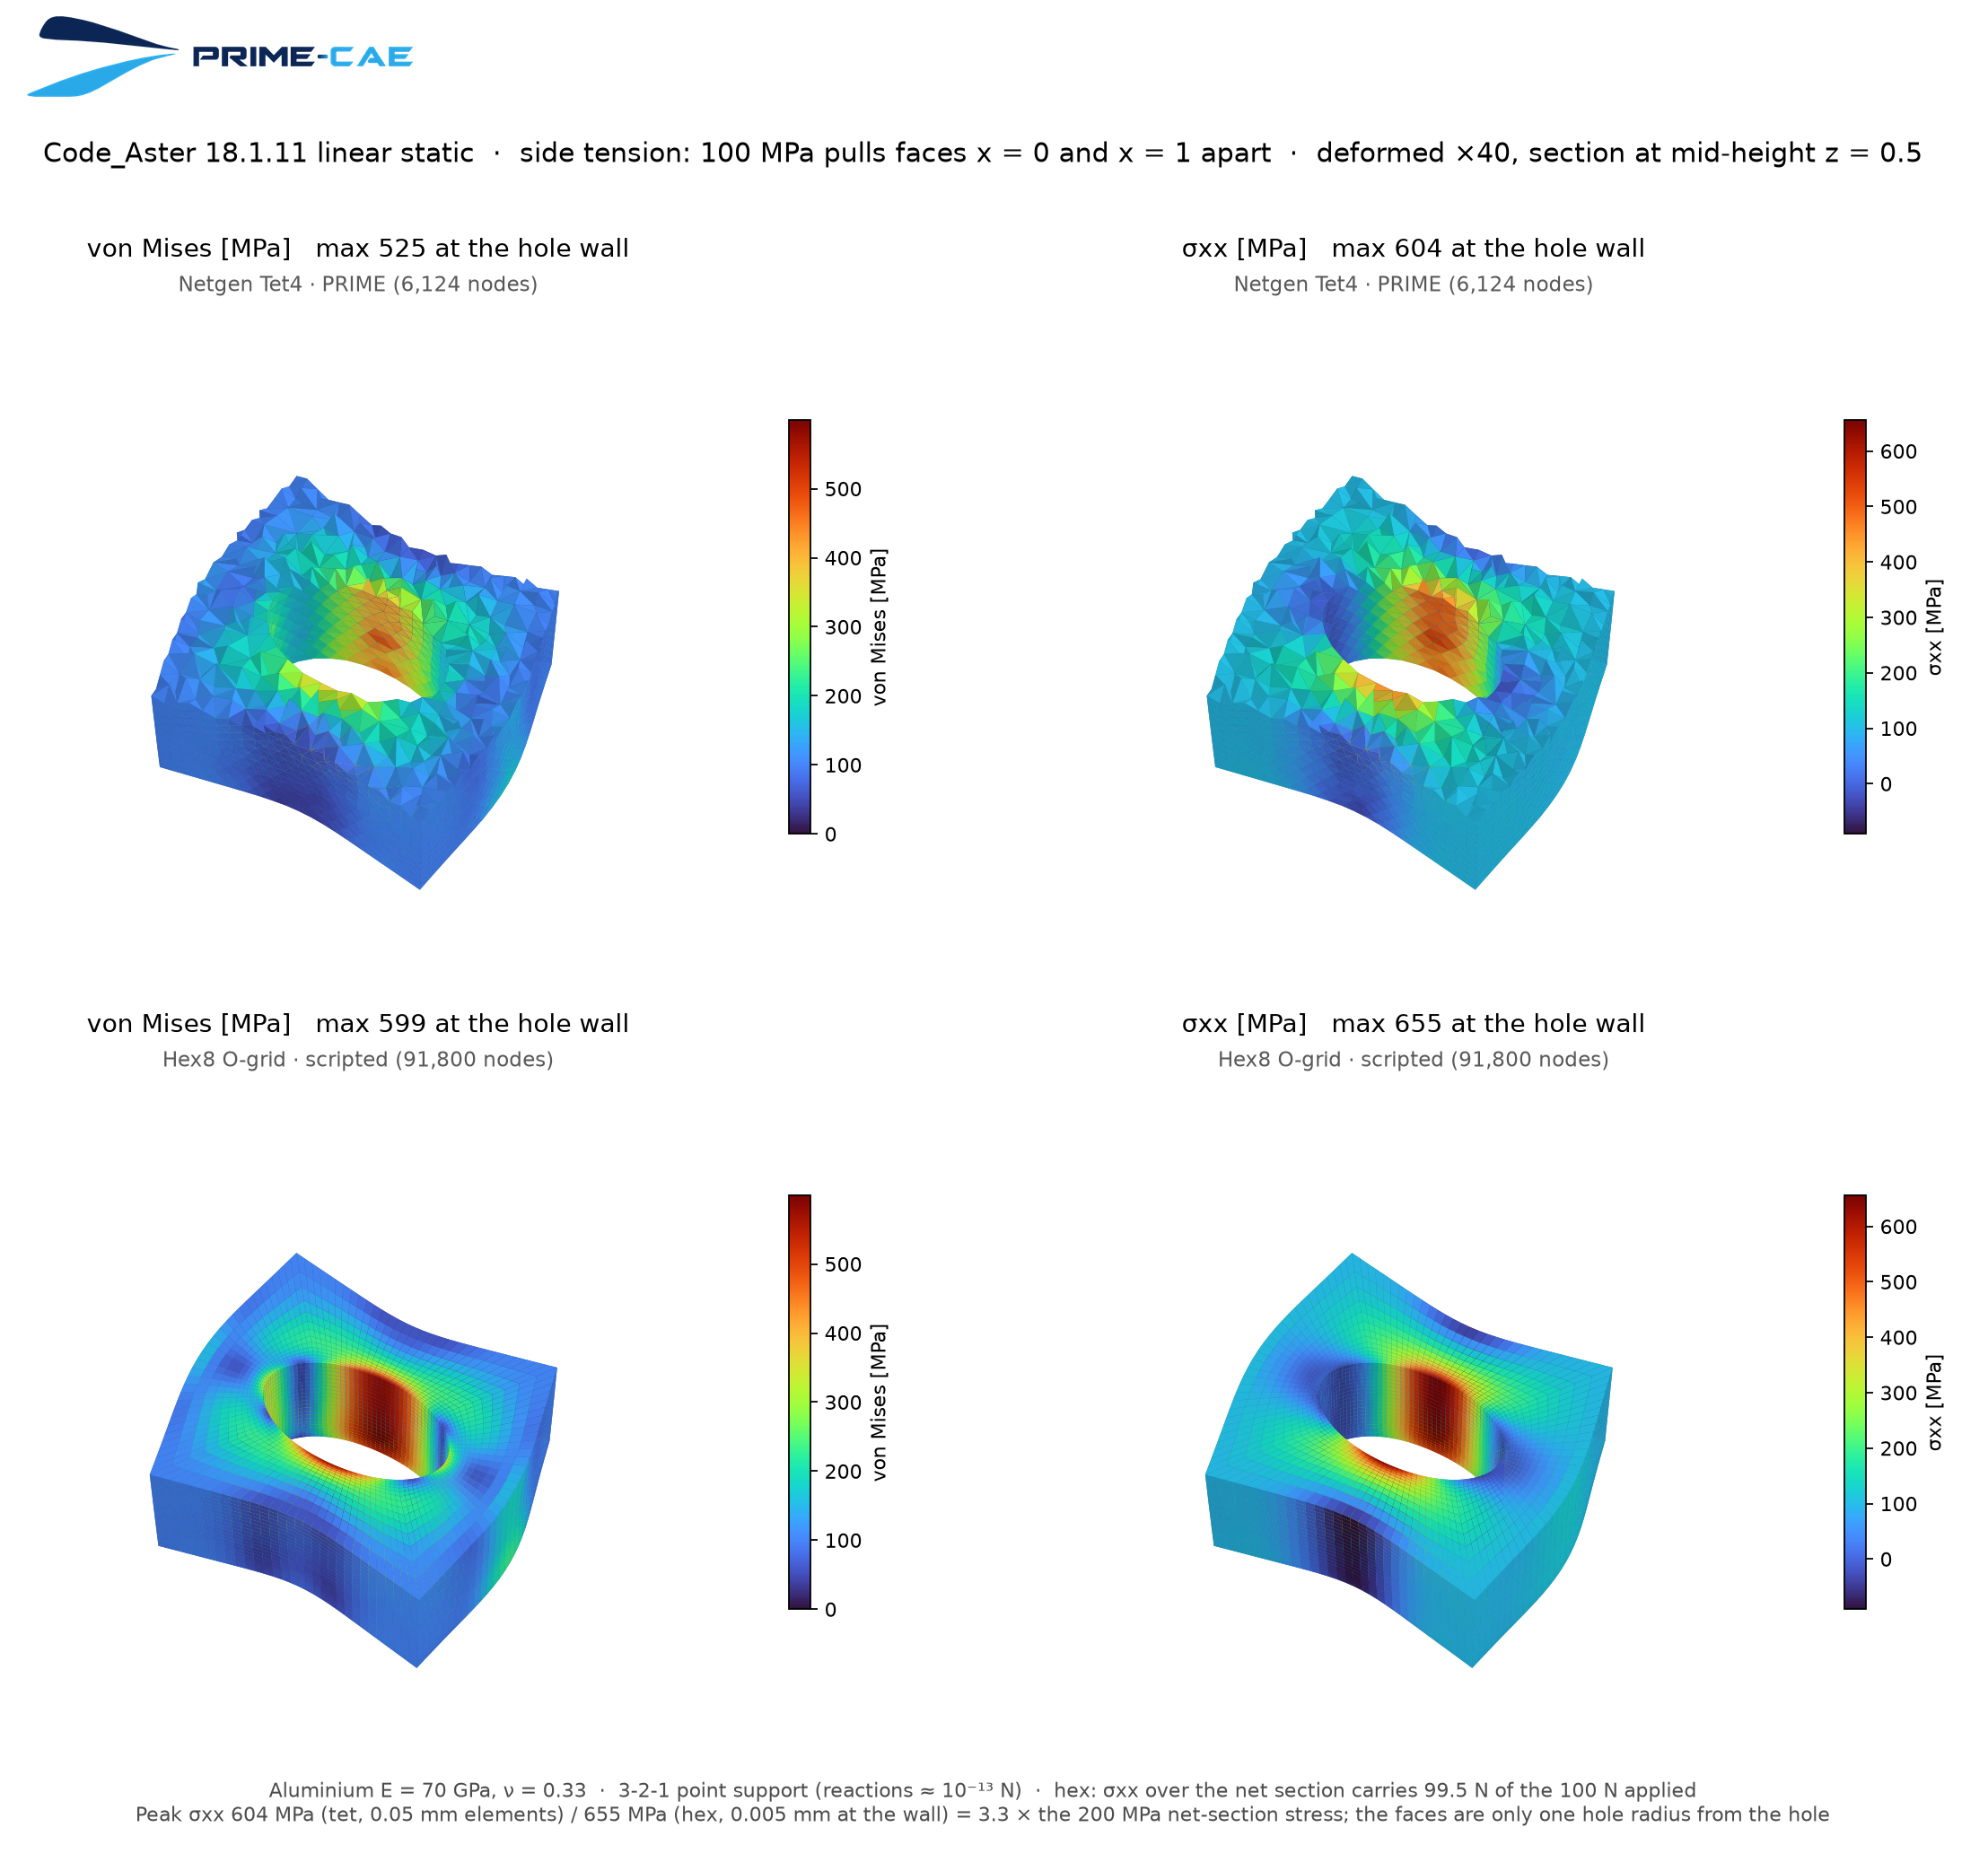 PRIME-CAE
Code_Aster 18.1.11 linear static · side tension: 100 MPa pulls faces x = 0 and x = 1 apart · deformed ×40, section at mid-height z = 0.5
von Mises [MPa] max 525 at the hole wall
Netgen Tet4 · PRIME (6,124 nodes)
500
400
300
200
100
0
von Mises [MPa]
σxx [MPa] max 604 at the hole wall
Netgen Tet4 · PRIME (6,124 nodes)
600
500
400
300
200
100
0
σxx [MPa]
von Mises [MPa] max 599 at the hole wall
Hex8 O-grid · scripted (91,800 nodes)
500
400
300
200
100
0
von Mises [MPa]
σxx [MPa] max 655 at the hole wall
Hex8 O-grid · scripted (91,800 nodes)
600
500
400
300
200
100
0
σxx [MPa]
Aluminium E = 70 GPa, ν = 0.33 · 3-2-1 point support (reactions ≈ 10⁻¹³ N) · hex: σxx over the net section carries 99.5 N of the 100 N applied
Peak σxx 604 MPa (tet, 0.05 mm elements) / 655 MPa (hex, 0.005 mm at the wall) = 3.3 × the 200 MPa net-section stress; the faces are only one hole radius from the hole